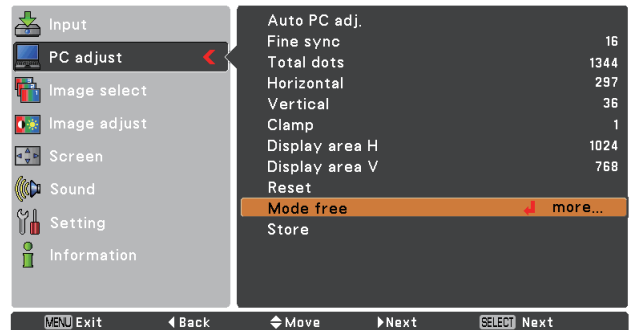 Input
PC adjust
Image select
Image adjust
Screen
Sound
Setting
Information
Auto PC adj.
Fine sync 16
Total dots 1344
Horizontal 297
Vertical 36
Clamp 1
Display area H 1024
Display area V 768
Reset
Mode free more...
Store
MENU Exit Back Move Next SELECT Next